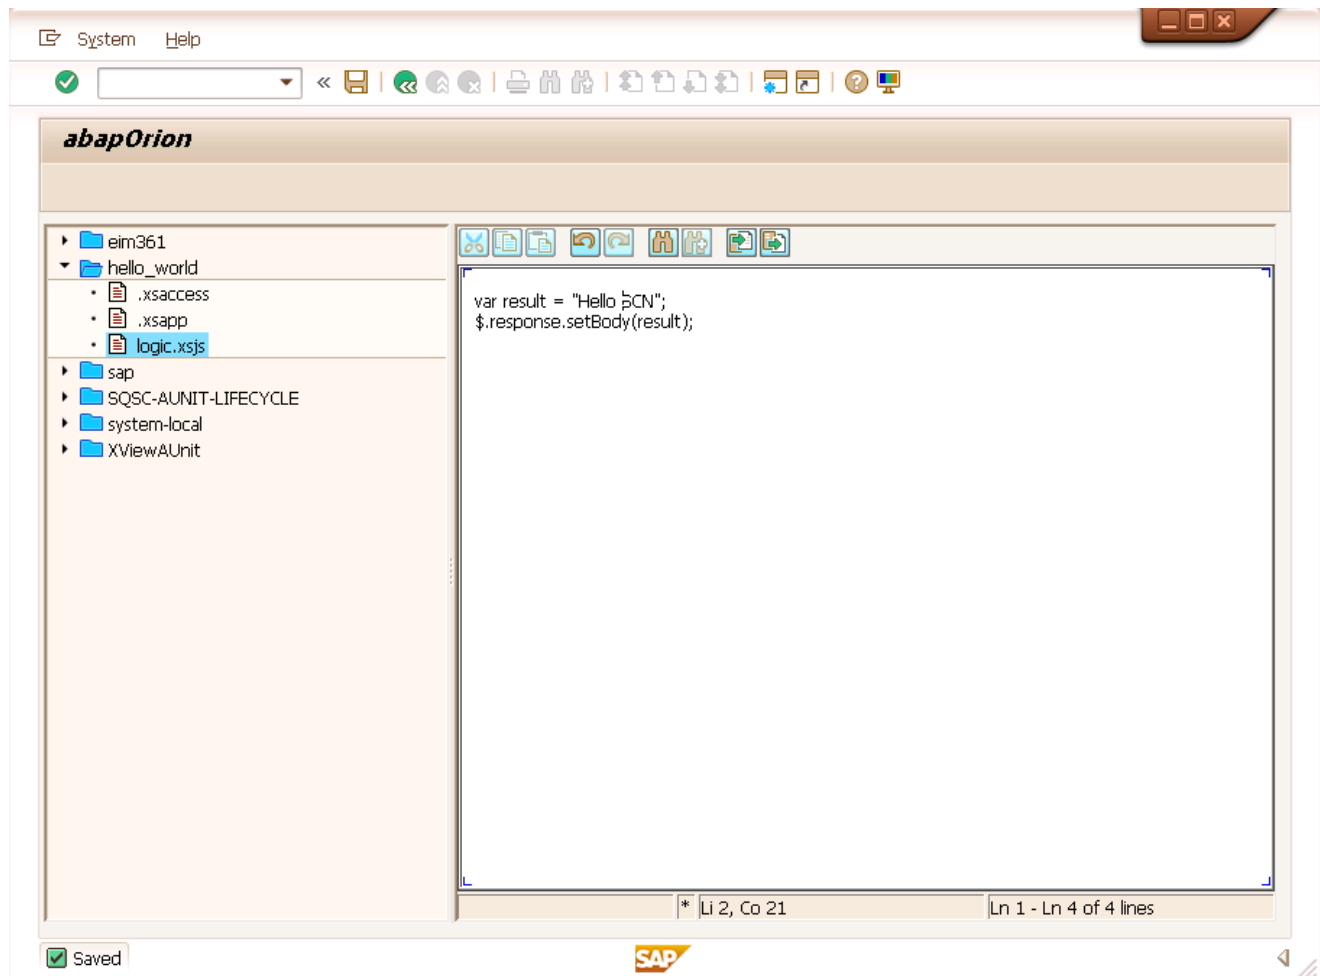 System Help
abapOrion
eim361
hello_world
.xsaccess
.xsapp
logic.xsjs
sap
SQSC-AUNIT-LIFECYCLE
system-local
XViewAUnit
var result = "Hello SCN";
$.response.setBody(result);
* Li 2, Co 21 Ln 1 - Ln 4 of 4 lines
Saved SAP